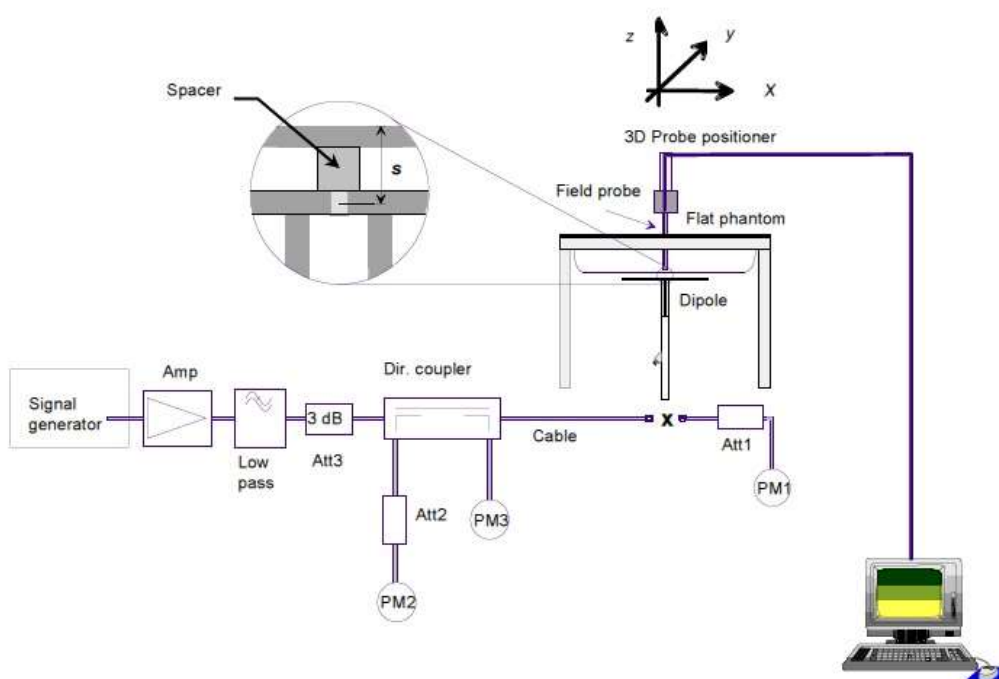 z
y
X
Spacer
s
3D Probe positioner
Field probe
Flat phantom
Dipole
Signal
generator
Amp
Low
pass
3 dB
Att3
Dir. coupler
Cable
X
Att1
PM1
Att2
PM3
PM2